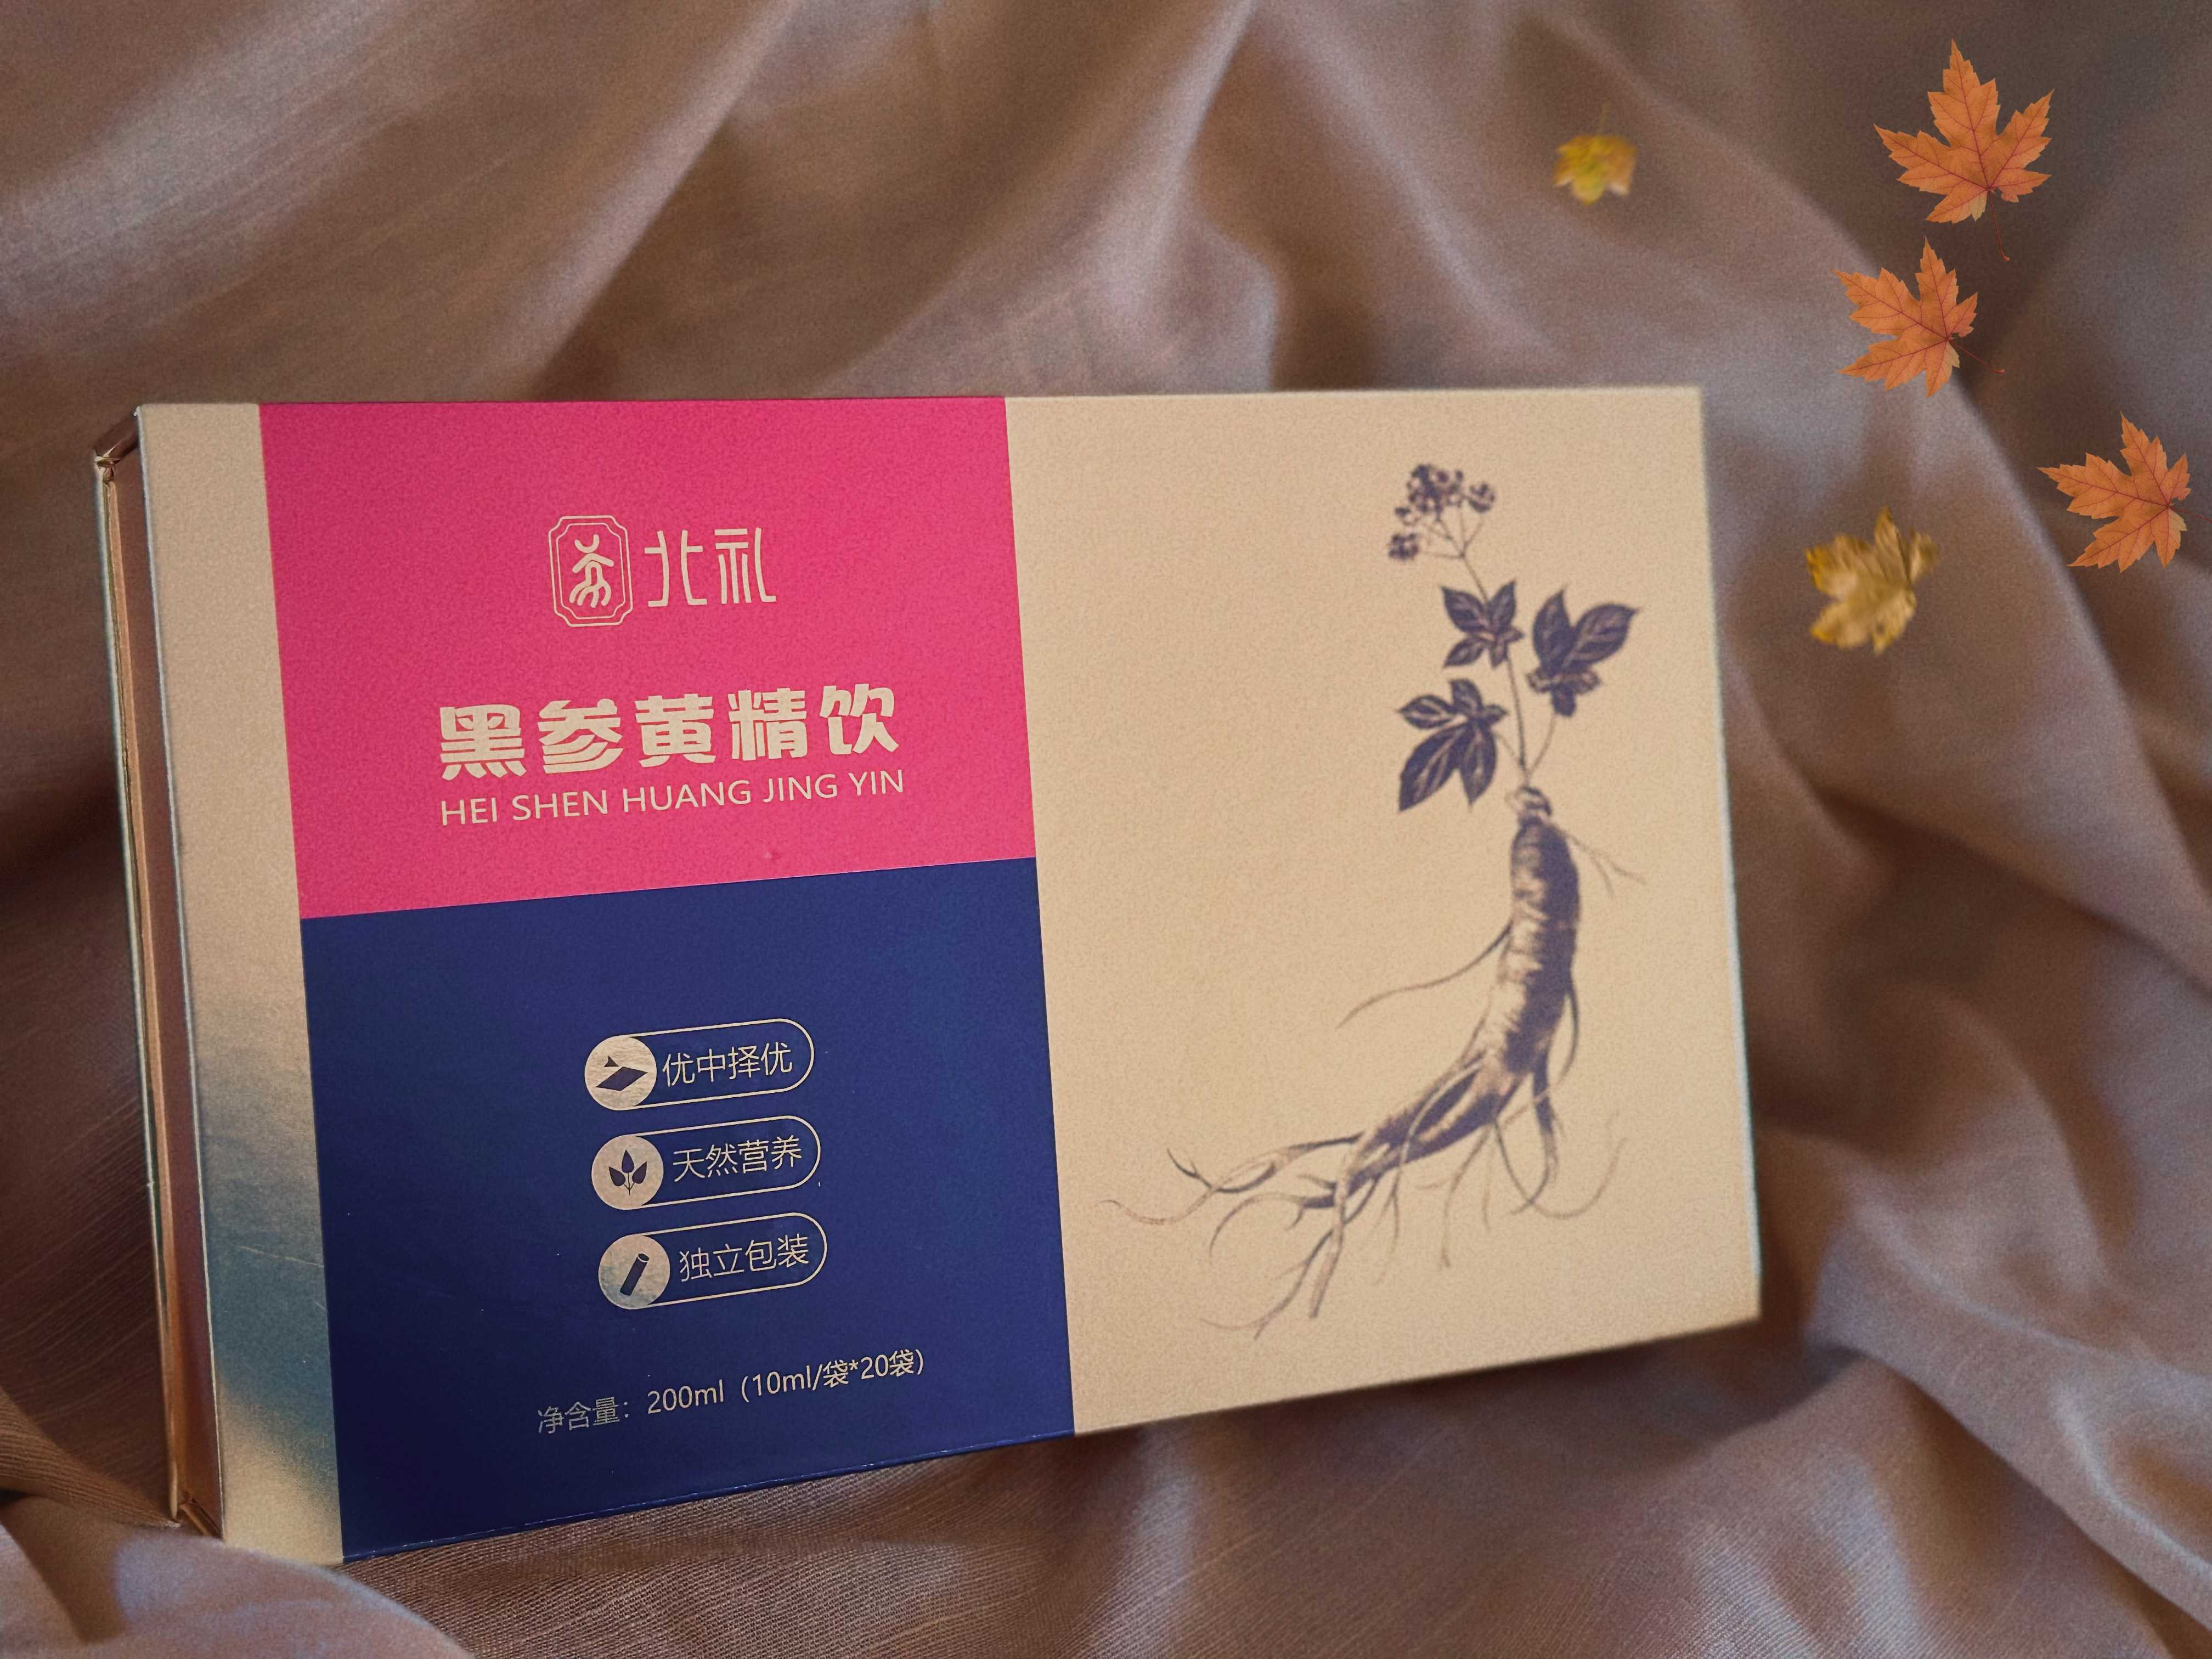 北礼
黑参黄精饮
HEI SHEN HUANG JING YIN
优中择优
天然营养
独立包装
净含量：200ml（10ml/袋*20袋）